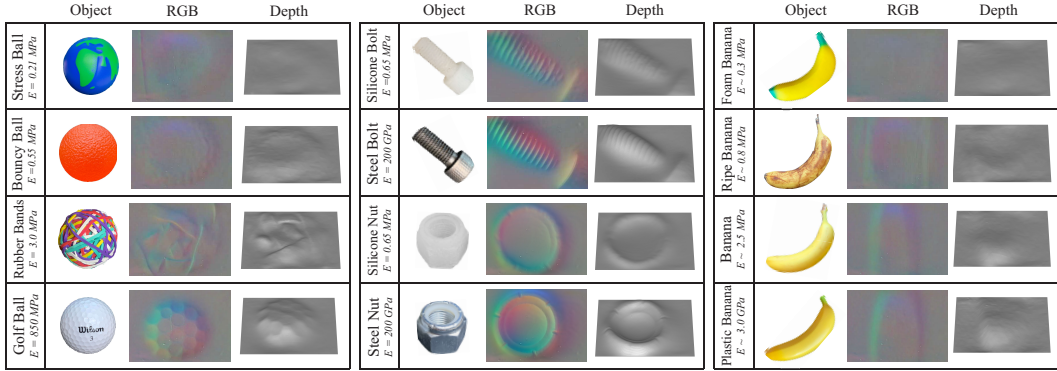 Object RGB Depth
Stress Ball
E = 0.21 MPa
Bouncy Ball
E =0.55 MPa
Rubber Bands
E = 3.0 MPa
Golf Ball
E = 850 MPa
Wilson
3
Object RGB Depth
Silicone Bolt
E =0.65 MPa
Steel Bolt
E = 200 GPa
Silicone Nut
E = 0.65 MPa
Steel Nut
E = 200 GPa
Object RGB Depth
Foam Banana
E ~ 0.3 MPa
Ripe Banana
E ~ 0.8 MPa
Banana
E ~ 2.5 MPa
Plastic Banana
E ~ 3.0 GPa